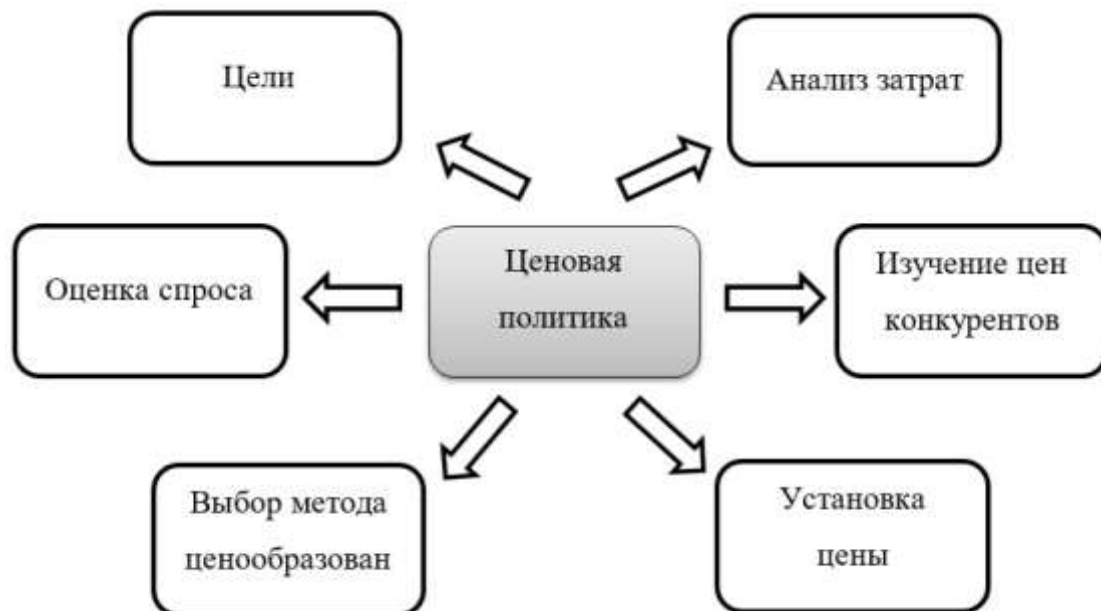 Цели
Анализ затрат
Оценка спроса
Ценовая
политика
Изучение цен
конкурентов
Выбор метода
ценообразован
Установка
цены